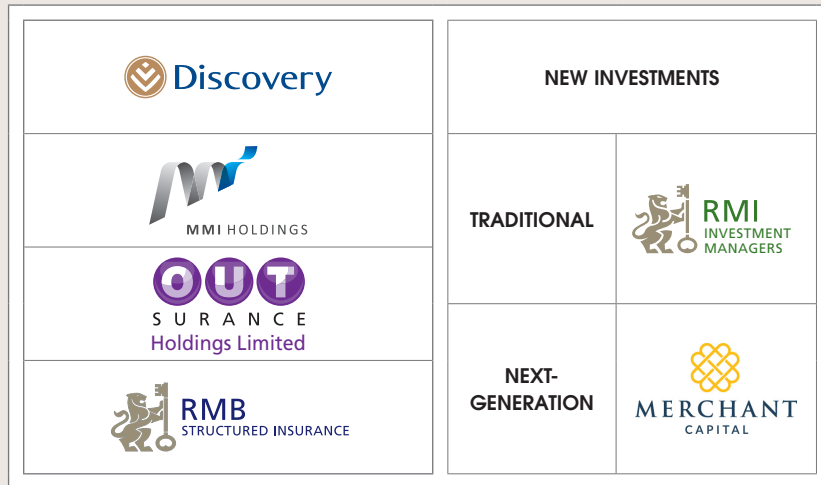 Discovery
MMI HOLDINGS
OUT
SURANCE
Holdings Limited
RMB
STRUCTURED INSURANCE
NEW INVESTMENTS
TRADITIONAL
RMI
INVESTMENT
MANAGERS
NEXT-
GENERATION
MERCHANT
CAPITAL